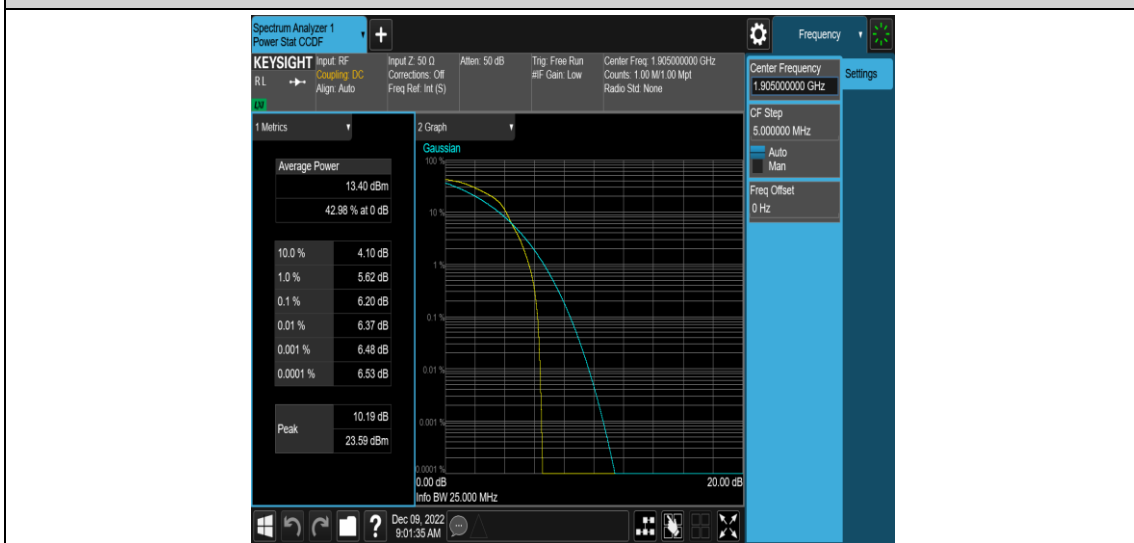 Spectrum Analyzer 1
Power Stat CCDF
Frequency
KEYSIGHT
RL
LXI
Input: RF
Coupling: DC
Align: Auto
Input Z: 50 Ω
Corrections: Off
Freq Ref: Int (S)
Atten: 50 dB
Trig: Free Run
#IF Gain: Low
Center Freq: 1.905000000 GHz
Counts: 1.00 M/1.00 Mpt
Radio Std: None
Center Frequency
1.905000000 GHz
Settings
CF Step
5.000000 MHz
Auto
Man
Freq Offset
0 Hz
1 Metrics
Average Power
13.40 dBm
42.98 % at 0 dB
10.0 % 4.10 dB
1.0 % 5.62 dB
0.1 % 6.20 dB
0.01 % 6.37 dB
0.001 % 6.48 dB
0.0001 % 6.53 dB
Peak
10.19 dB
23.59 dBm
2 Graph
Gaussian
100 %
10 %
1 %
0.1 %
0.01 %
0.001 %
0.0001 %
0.00 dB 20.00 dB
Info BW 25.000 MHz
?
Dec 09, 2022
9:01:35 AM